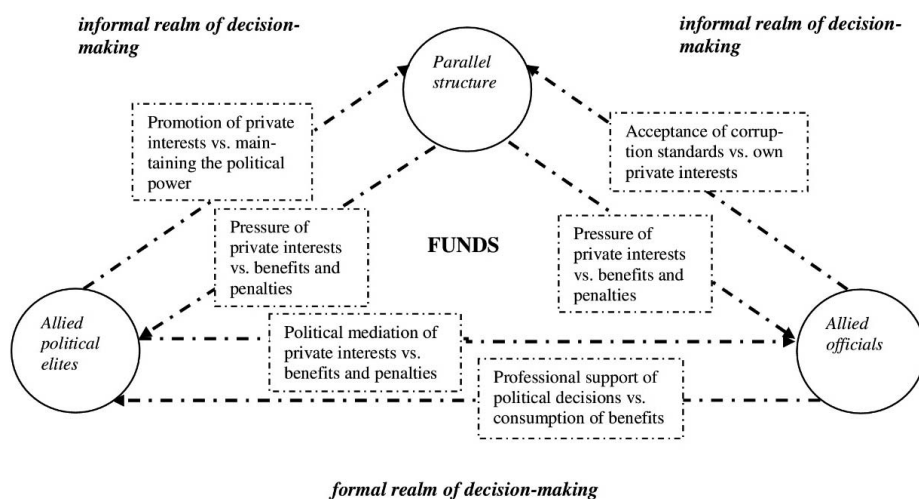 informal realm of decision-
making
informal realm of decision-
making
Parallel
structure
Promotion of private
interests vs. main-
taining the political
power
Acceptance of corrup-
tion standards vs. own
private interests
Pressure of
private interests
vs. benefits and
penalties
FUNDS
Pressure of
private interests
vs. benefits and
penalties
Allied
political
elites
Political mediation of
private interests vs.
benefits and penalties
Allied
officials
Professional support of
political decisions vs.
consumption of benefits
formal realm of decision-making